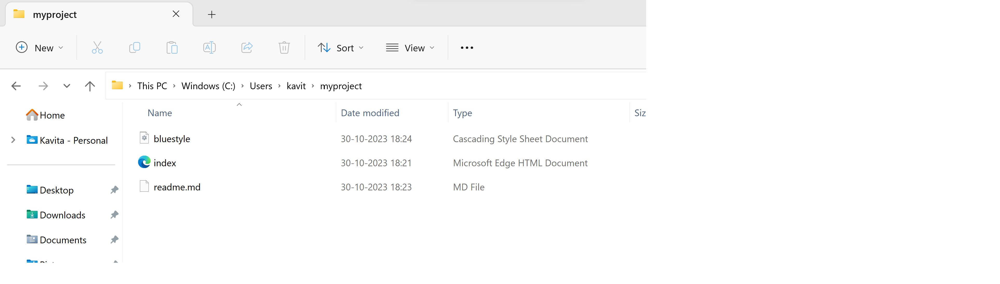 myproject
New Sort View
This PC Windows (C:) Users kavit myproject
Name Date modified Type Siz
Home
Kavita - Personal
bluestyle 30-10-2023 18:24 Cascading Style Sheet Document
index 30-10-2023 18:21 Microsoft Edge HTML Document
readme.md 30-10-2023 18:23 MD File
Desktop
Downloads
Documents